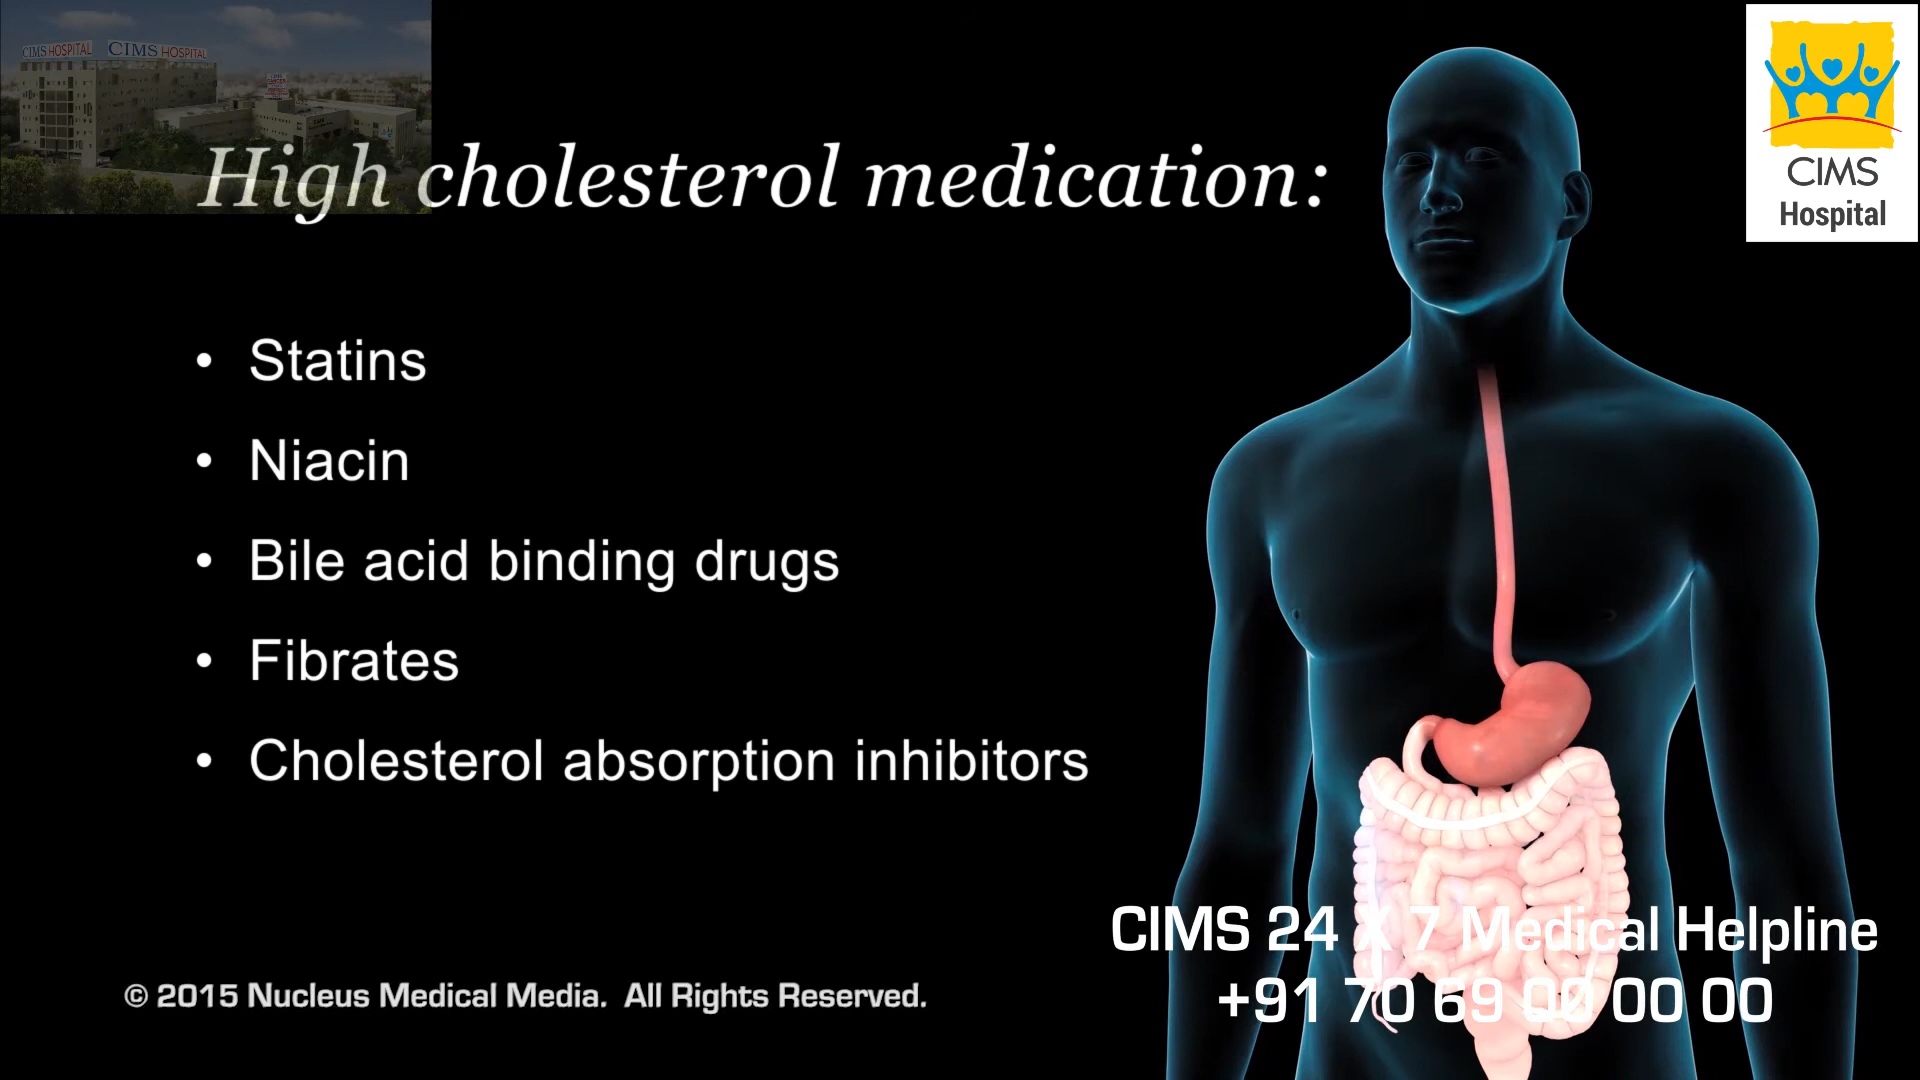 CIMS HOSPITAL CIMS HOSPITAL
CIMS
Hospital
High cholesterol medication:
• Statins
• Niacin
• Bile acid binding drugs
• Fibrates
• Cholesterol absorption inhibitors
CIMS 24 X 7 Medical Helpline
+91 70 69 00 00 00
© 2015 Nucleus Medical Media. All Rights Reserved.